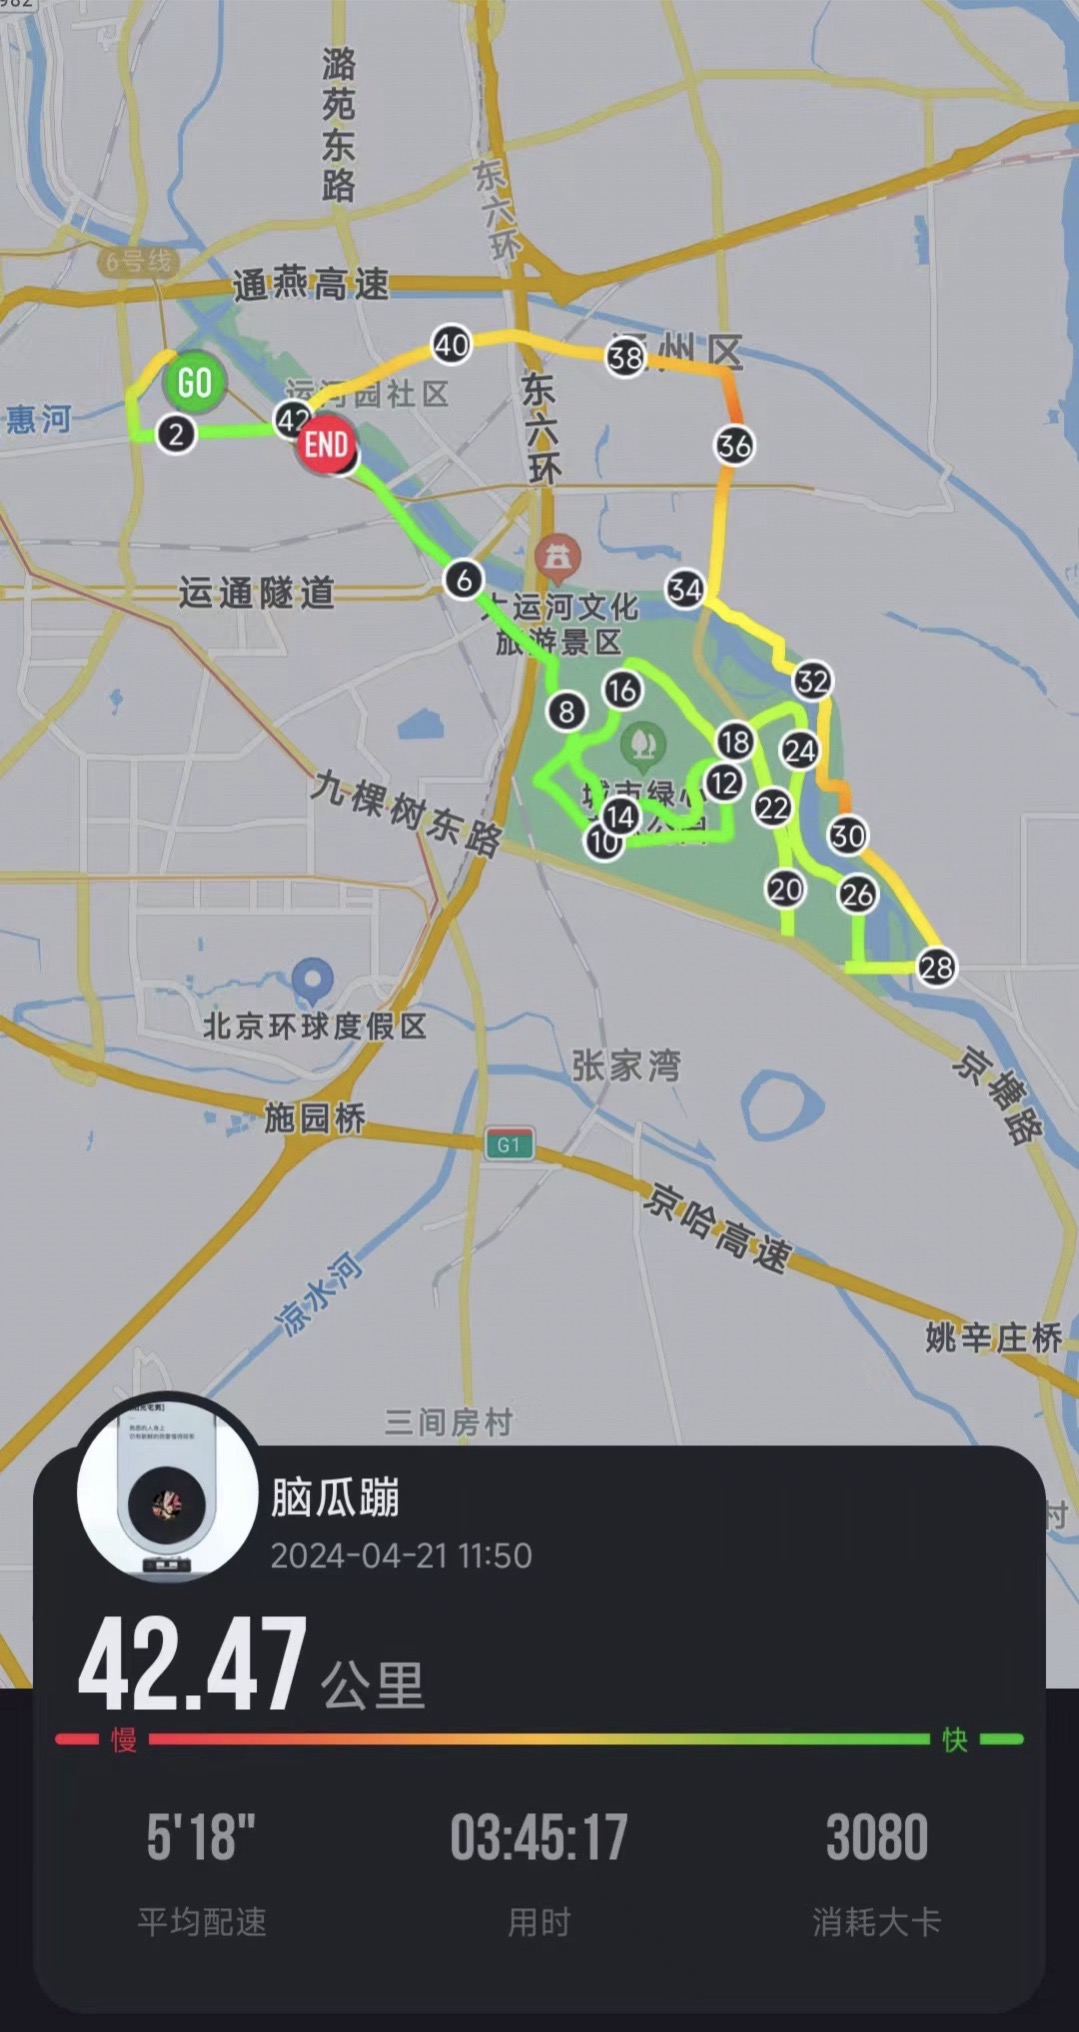 982
潞苑东路
东六环
6号线
通燕高速
GO
40
38
通州区
惠河
运河园社区
2
42
END
东六环
36
6
34
运通隧道
大运河文化
旅游景区
8
16
32
18
24
12
城市绿心
22
14
公园
10
30
九棵树东路
20
26
28
北京环球度假区
张家湾
京塘路
施园桥
G1
京哈高速
凉水河
姚辛庄桥
三间房村
村
脑瓜蹦
2024-04-21 11:50
42.47公里
慢 快
5'18" 03:45:17 3080
平均配速 用时 消耗大卡